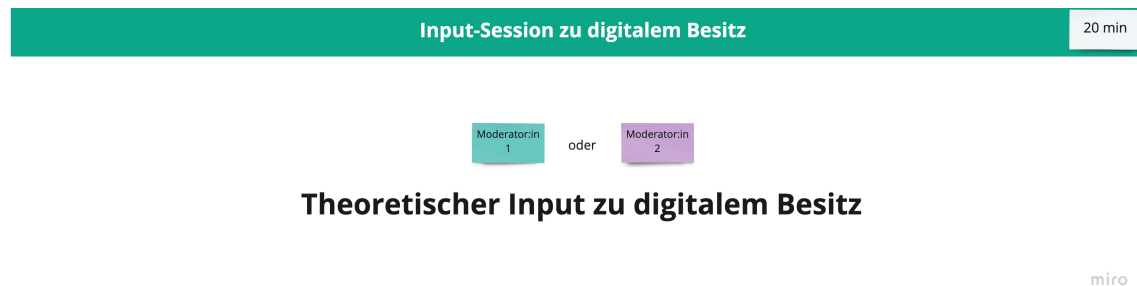 Input-Session zu digitalem Besitz
20 min
Moderator:in
1
oder
Moderator:in
2
Theoretischer Input zu digitalem Besitz
miro